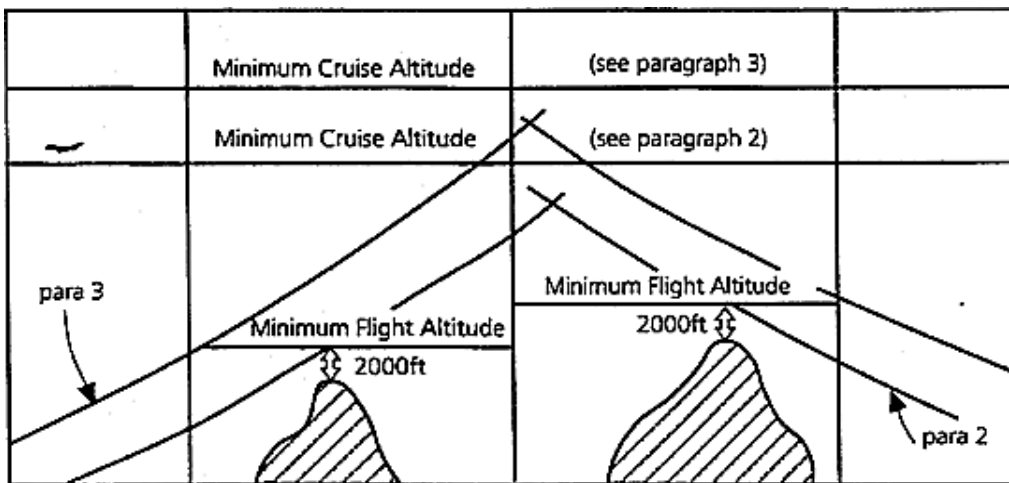 Minimum Cruise Altitude (see paragraph 3)
Minimum Cruise Altitude (see paragraph 2)
para 3
Minimum Flight Altitude
2000ft
Minimum Flight Altitude
2000ft
para 2